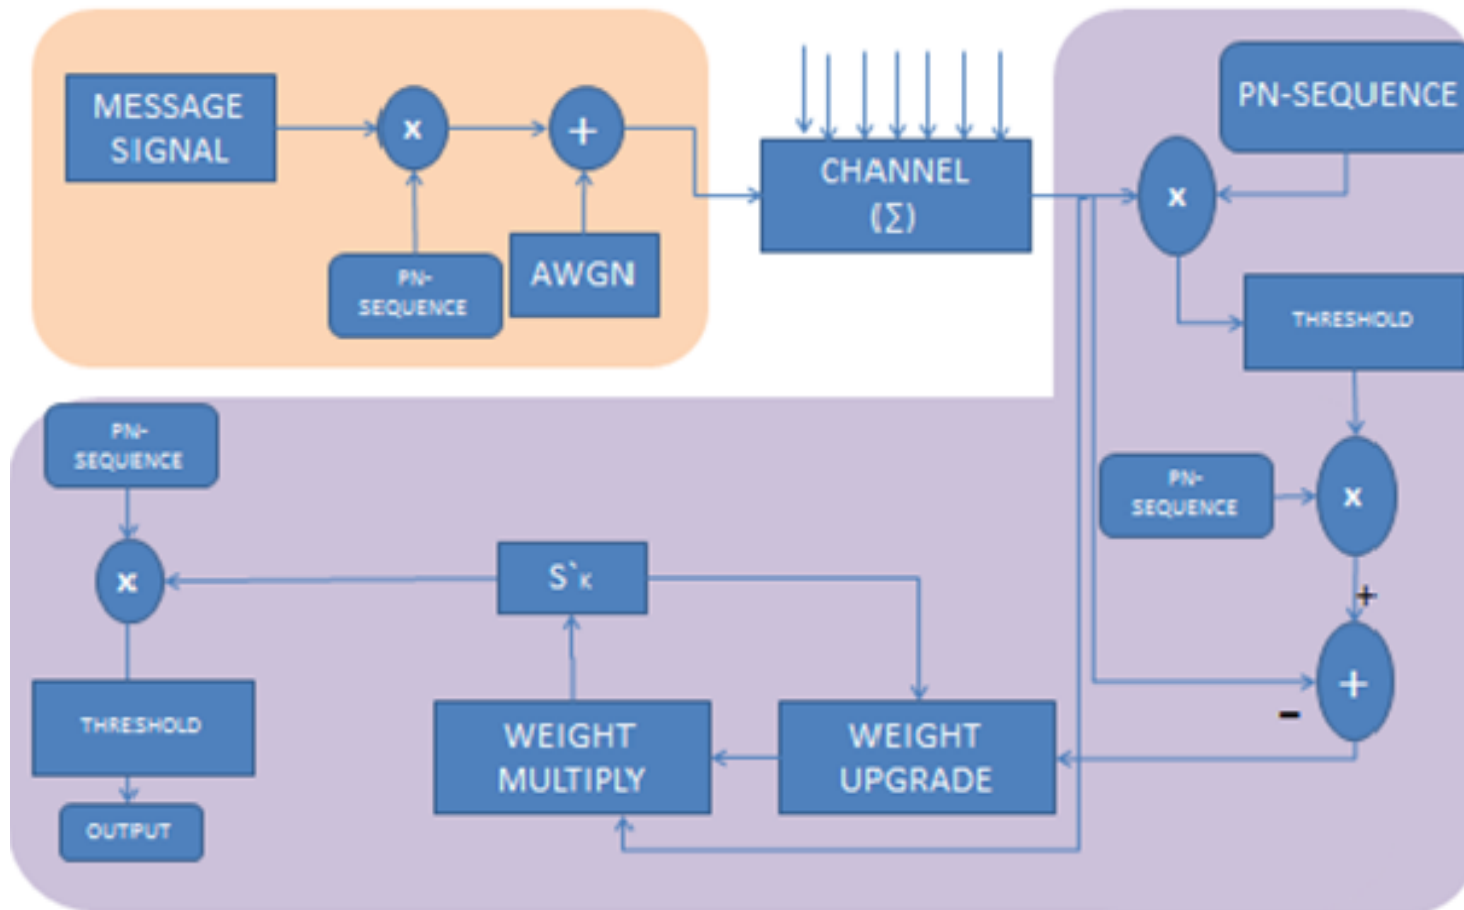 MESSAGE
SIGNAL
x
+
PN-
SEQUENCE
AWGN
CHANNEL
(Σ)
PN-SEQUENCE
x
THRESHOLD
PN-
SEQUENCE
x
+
+
-
PN-
SEQUENCE
x
S`K
THRESHOLD
WEIGHT
MULTIPLY
WEIGHT
UPGRADE
OUTPUT